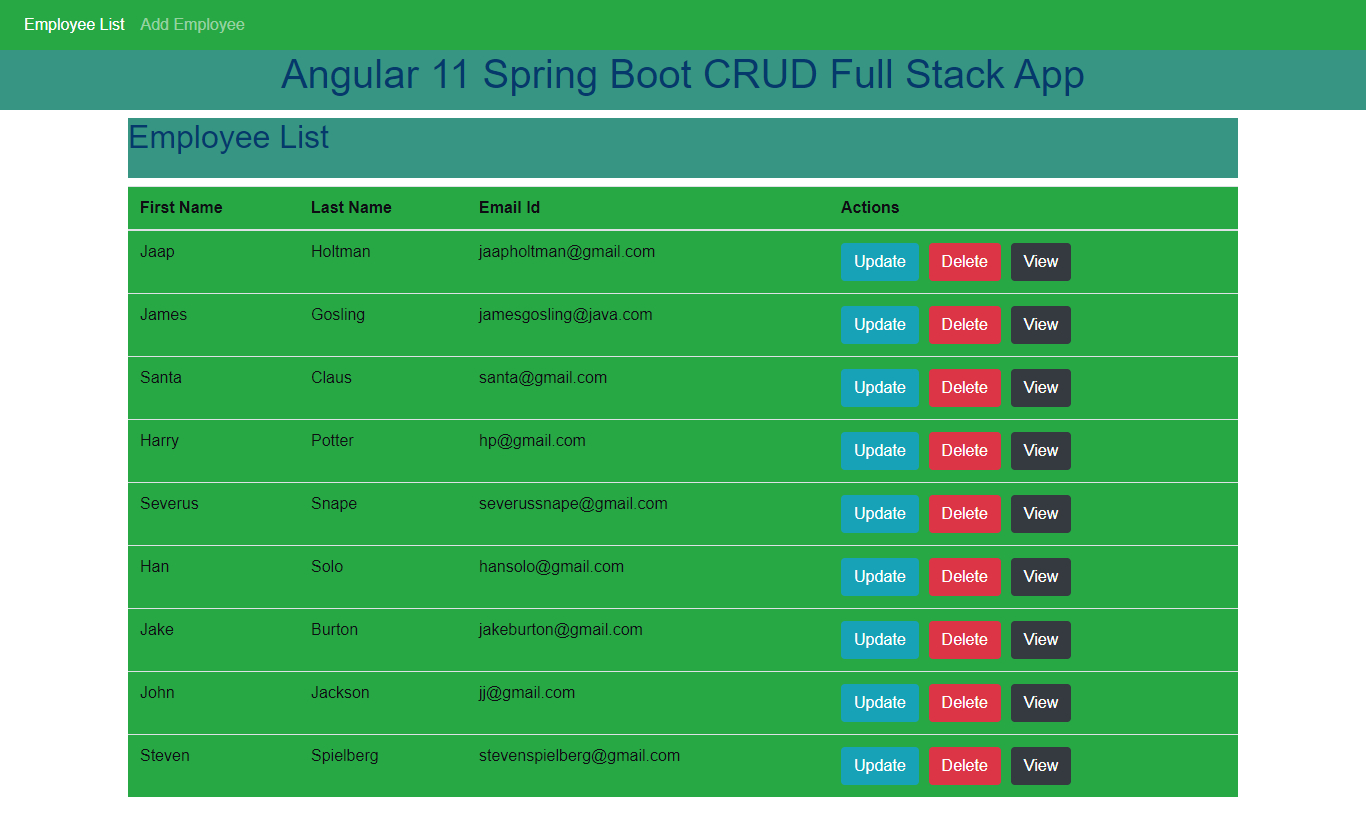 Employee List Add Employee
Angular 11 Spring Boot CRUD Full Stack App
Employee List
First Name Last Name Email Id Actions
Jaap Holtman jaapholtman@gmail.com Update Delete View
James Gosling jamesgosling@java.com Update Delete View
Santa Claus santa@gmail.com Update Delete View
Harry Potter hp@gmail.com Update Delete View
Severus Snape severussnape@gmail.com Update Delete View
Han Solo hansolo@gmail.com Update Delete View
Jake Burton jakeburton@gmail.com Update Delete View
John Jackson jj@gmail.com Update Delete View
Steven Spielberg stevenspielberg@gmail.com Update Delete View